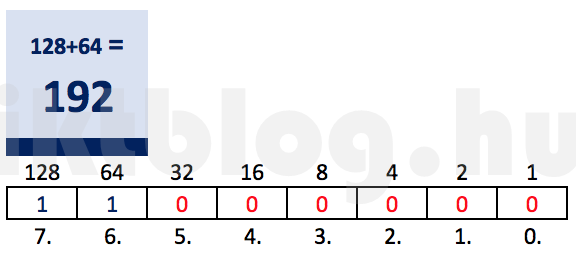 128+64 =
192
128 64 32 16 8 4 2 1
1 1 0 0 0 0 0 0
7. 6. 5. 4. 3. 2. 1. 0.
iktblog.hu